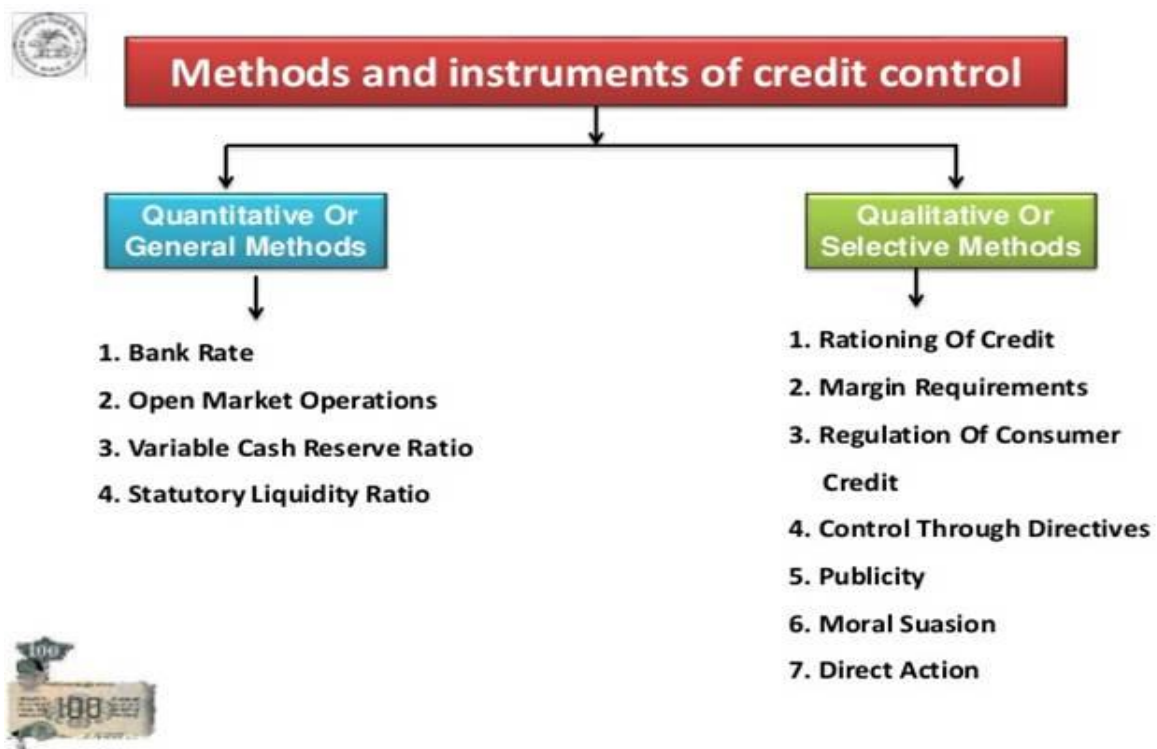 Methods and instruments of credit control
Quantitative Or
General Methods
1. Bank Rate
2. Open Market Operations
3. Variable Cash Reserve Ratio
4. Statutory Liquidity Ratio
Qualitative Or
Selective Methods
1. Rationing Of Credit
2. Margin Requirements
3. Regulation Of Consumer
Credit
4. Control Through Directives
5. Publicity
6. Moral Suasion
7. Direct Action
100
100